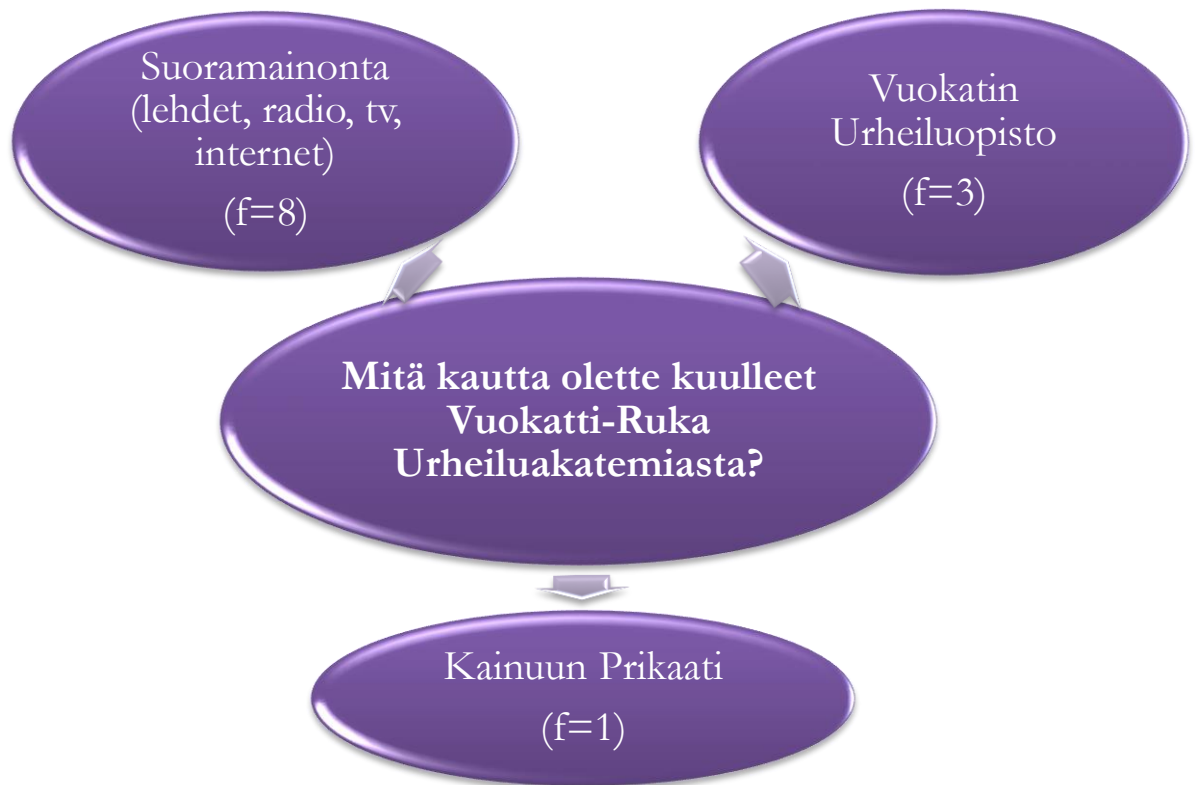 Suoramainonta
(lehdet, radio, tv,
internet)
(f=8)
Vuokatin
Urheiluopisto
(f=3)
Mitä kautta olette kuulleet
Vuokatti-Ruka
Urheiluakatemiasta?
Kainuun Prikaati
(f=1)